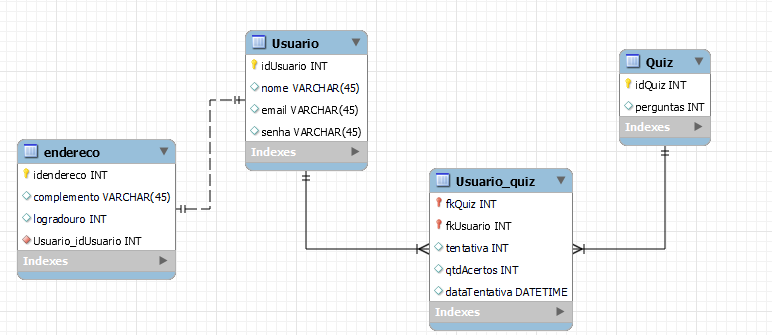 Usuario
idUsuario INT
nome VARCHAR(45)
email VARCHAR(45)
senha VARCHAR(45)
Indexes
Quiz
idQuiz INT
perguntas INT
Indexes
endereco
idendereco INT
complemento VARCHAR(45)
logradouro INT
Usuario_idUsuario INT
Indexes
Usuario_quiz
fkQuiz INT
fkUsuario INT
tentativa INT
qtdAcertos INT
dataTentativa DATETIME
Indexes